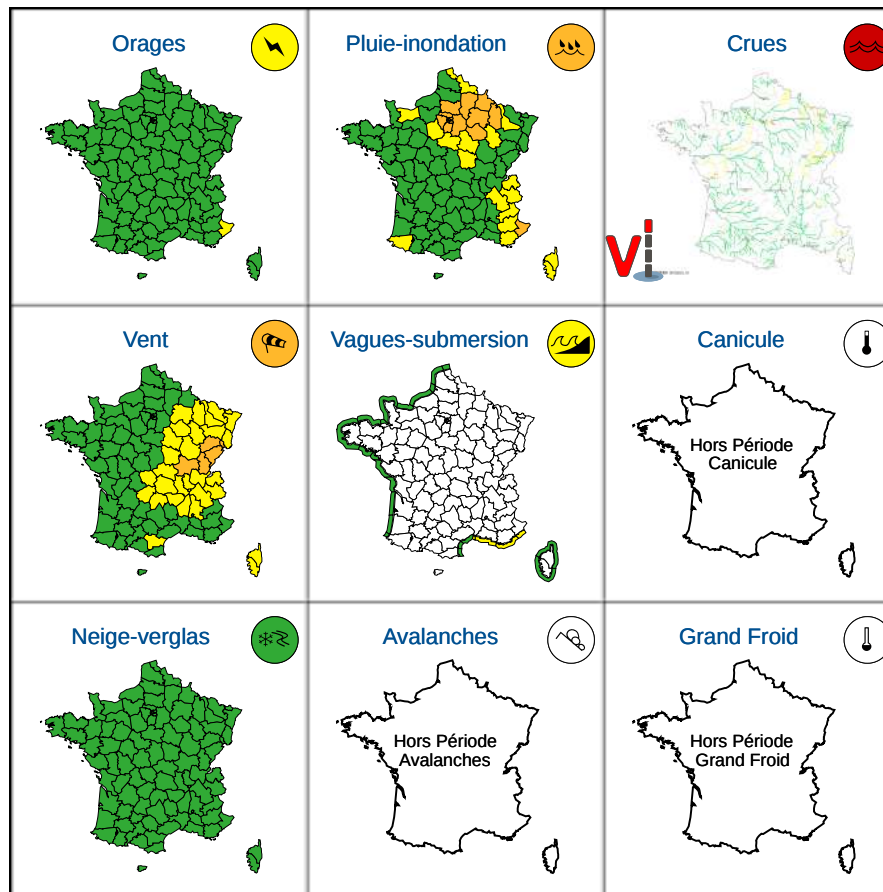 Orages
Pluie-inondation
Crues
vi
Vent
Vagues-submersion
Canicule
Hors Période
Canicule
Neige-verglas
Avalanches
Grand Froid
Hors Période
Avalanches
Hors Période
Grand Froid